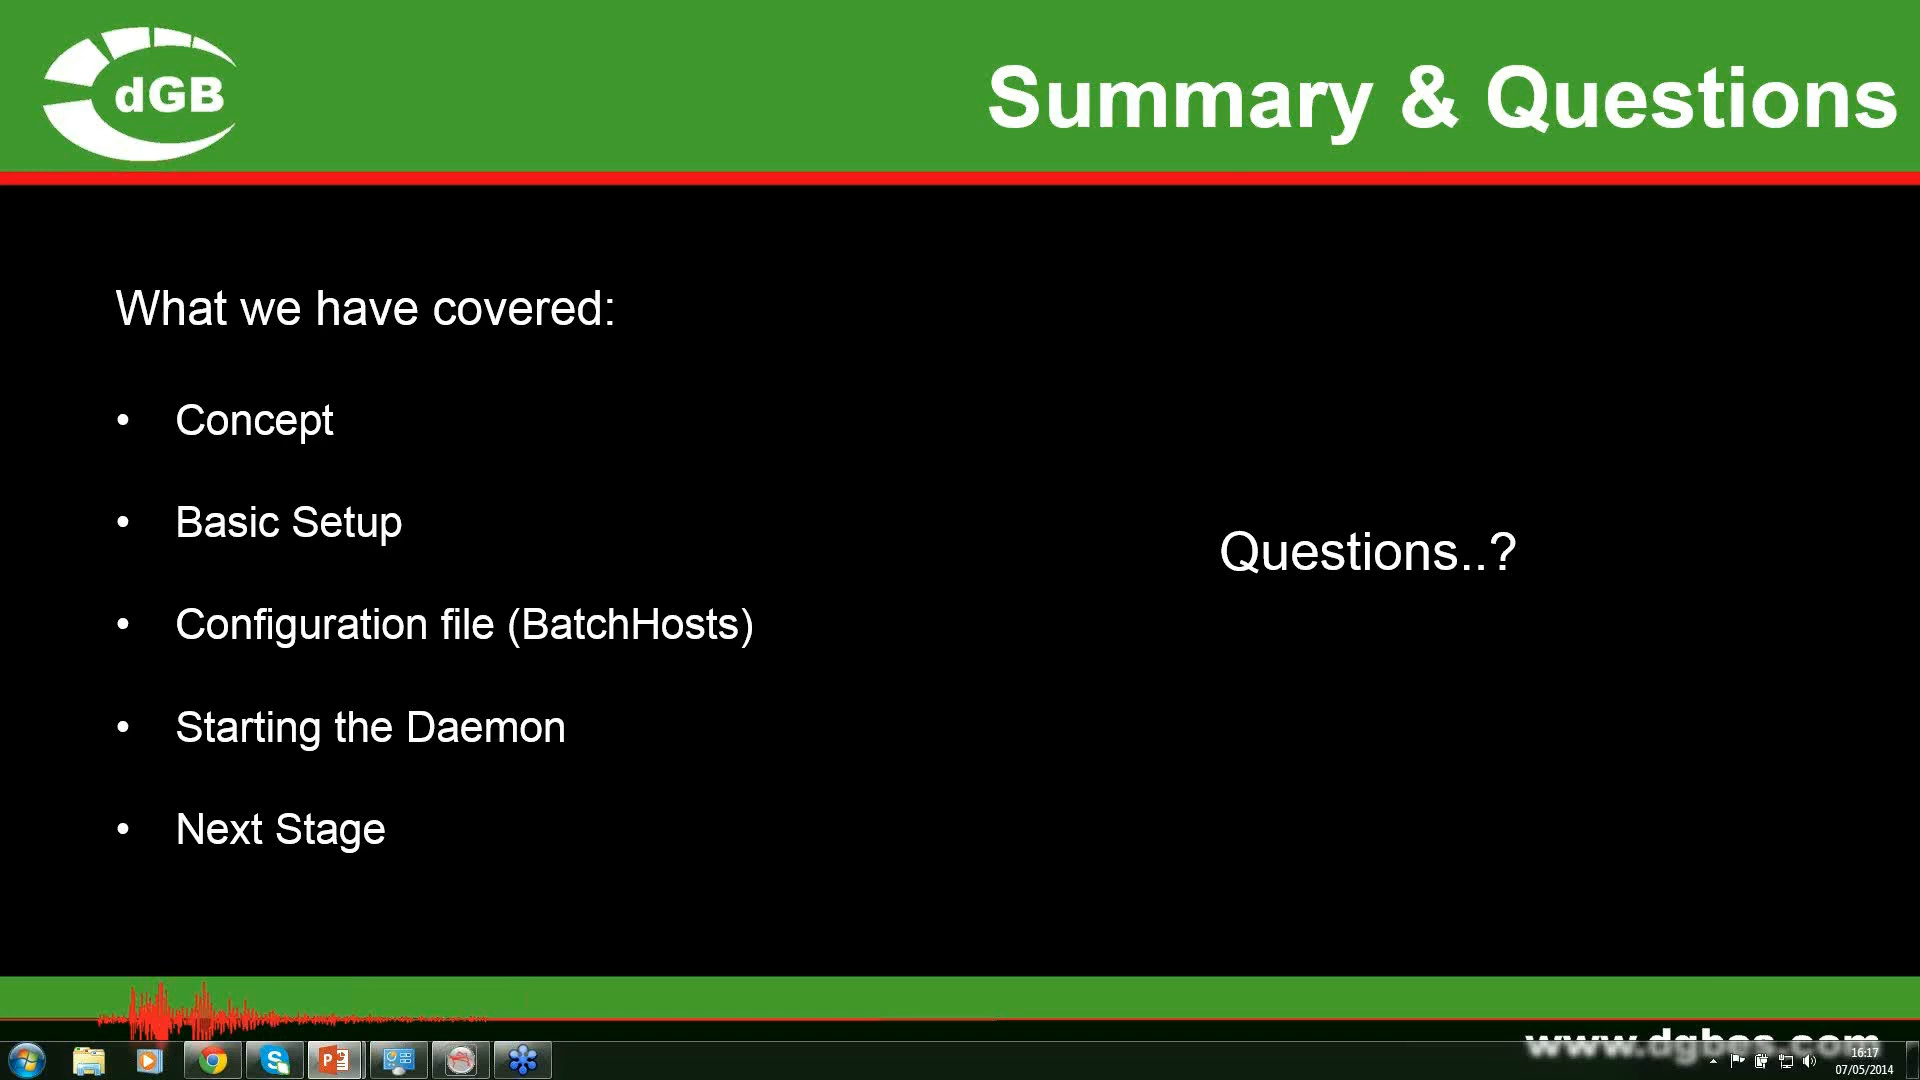 dGB
Summary & Questions
What we have covered:
• Concept
• Basic Setup
• Configuration file (BatchHosts)
• Starting the Daemon
• Next Stage
Questions..?
www.dgbes.com
16:17
07/05/2014